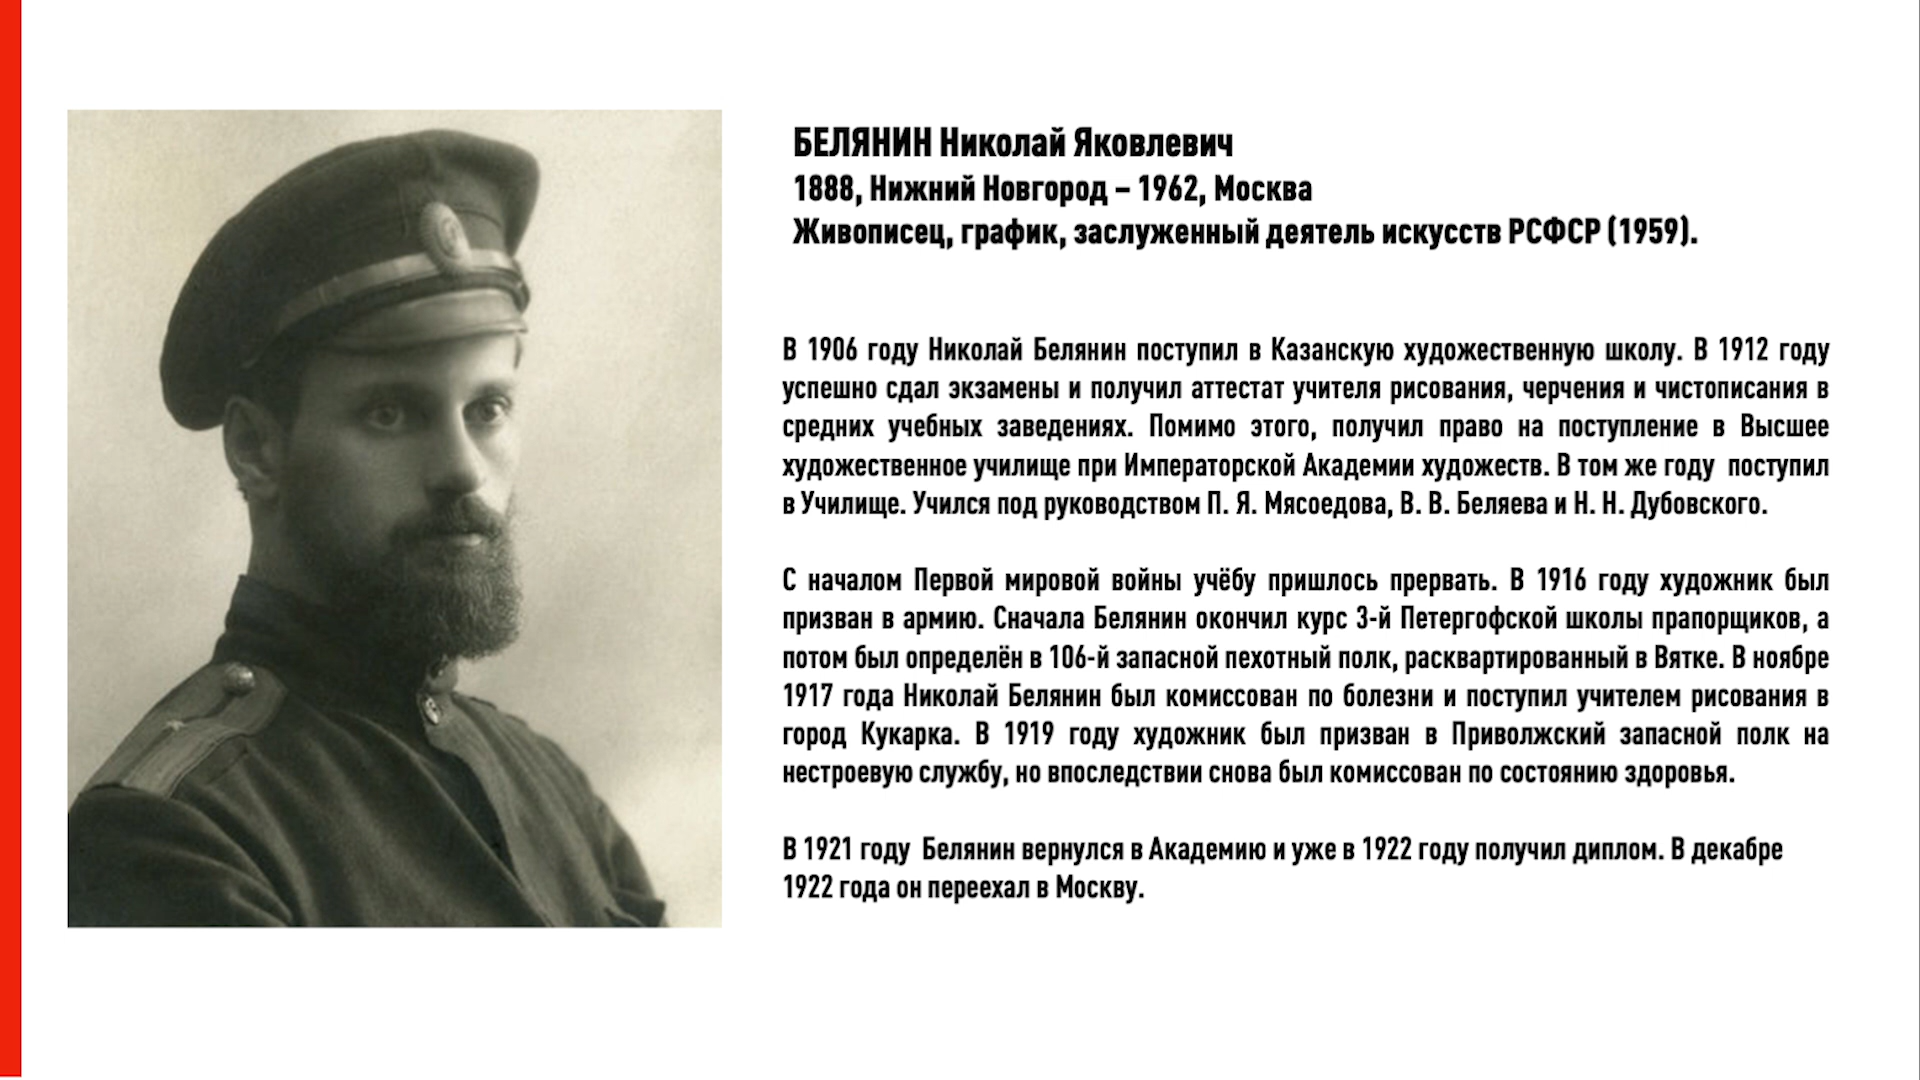 БЕЛЯНИН Николай Яковлевич
1888, Нижний Новгород – 1962, Москва
Живописец, график, заслуженный деятель искусств РСФСР (1959).
В 1906 году Николай Белянин поступил в Казанскую художественную школу. В 1912 году
успешно сдал экзамены и получил аттестат учителя рисования, черчения и чистописания в
средних учебных заведениях. Помимо этого, получил право на поступление в Высшее
художественное училище при Императорской Академии художеств. В том же году поступил
в Училище. Учился под руководством П. Я. Мясоедова, В. В. Беляева и Н. Н. Дубовского.
С началом Первой мировой войны учёбу пришлось прервать. В 1916 году художник был
призван в армию. Сначала Белянин окончил курс 3-й Петергофской школы прапорщиков, а
потом был определён в 106-й запасной пехотный полк, расквартированный в Вятке. В ноябре
1917 года Николай Белянин был комиссован по болезни и поступил учителем рисования в
город Кукарка. В 1919 году художник был призван в Приволжский запасной полк на
нестроевую службу, но впоследствии снова был комиссован по состоянию здоровья.
В 1921 году Белянин вернулся в Академию и уже в 1922 году получил диплом. В декабре
1922 года он переехал в Москву.